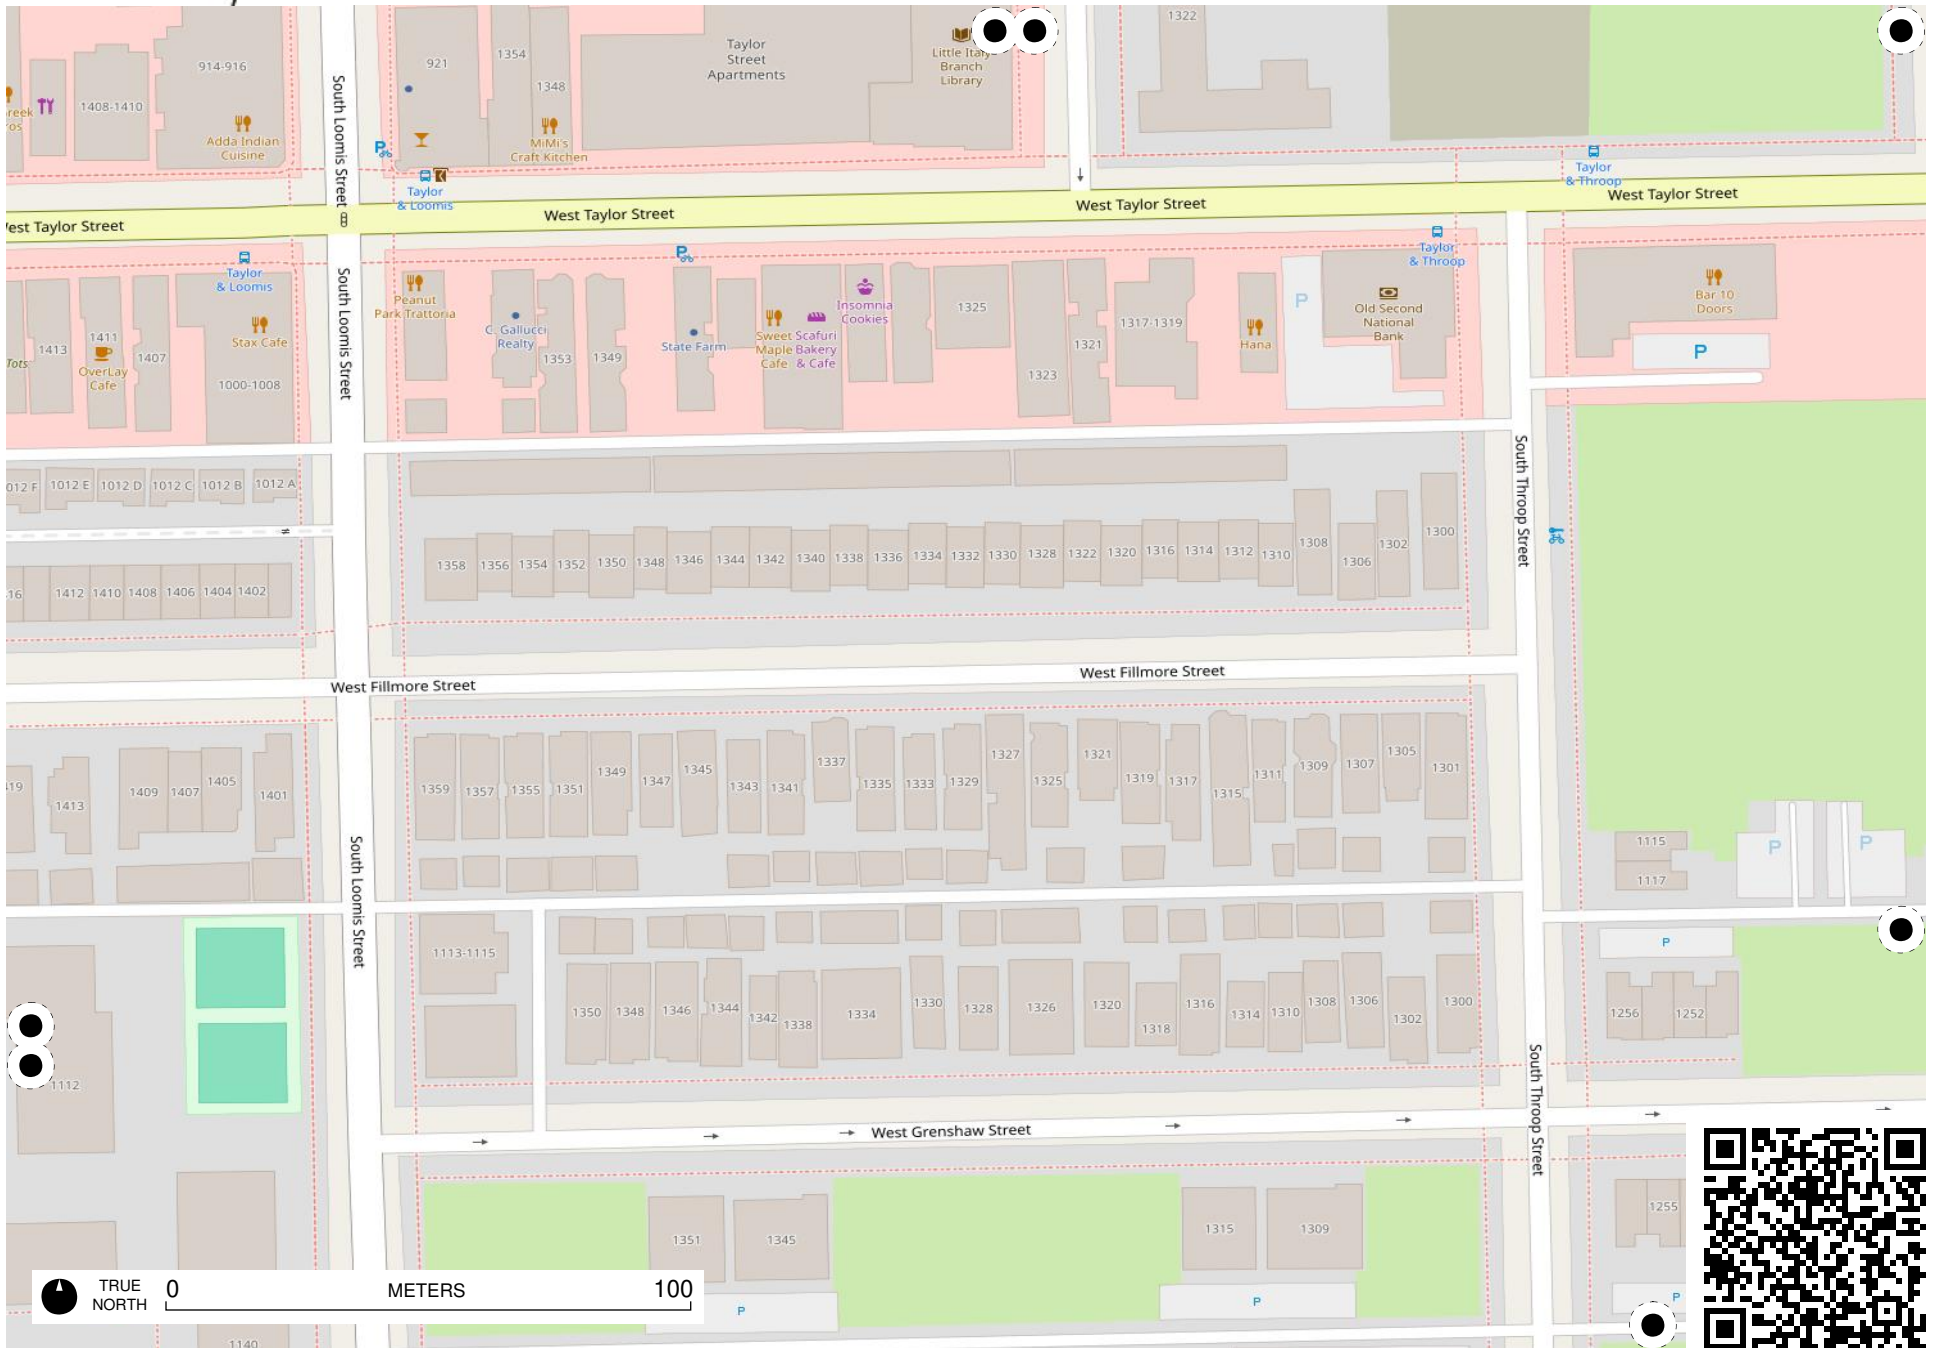 1322
914-916
921
1354
Taylor
Street
Apartments
Little Italy
Branch
Library
1408-1410
1348
Adda Indian
Cuisine
MiMi's
Craft Kitchen
South Loomis Street
Taylor
& Loomis
Taylor
& Throop
West Taylor Street
West Taylor Street
West Taylor Street
West Taylor Street
Taylor
& Loomis
Taylor
& Throop
South Loomis Street
Peanut
Park Trattoria
C. Gallucci
Realty
State Farm
Sweet
Maple
Cafe
Scafuri
Bakery
& Cafe
Insomnia
Cookies
1325
1317-1319
P
Old Second
National
Bank
Bar 10
Doors
P
1413
1411
OverLay
Cafe
1407
Stax Cafe
1000-1008
Tots
1353
1349
1321
1323
Hana
South Throop Street
012 F
1012 E
1012 D
1012 C
1012 B
1012 A
1358
1356
1354
1352
1350
1348
1346
1344
1342
1340
1338
1336
1334
1332
1330
1328
1322
1320
1316
1314
1312
1310
1308
1306
1302
1300
1412
1410
1408
1406
1404
1402
West Fillmore Street
West Fillmore Street
1413
1409
1407
1405
1401
1359
1357
1355
1351
1349
1347
1345
1343
1341
1337
1335
1333
1329
1327
1325
1321
1319
1317
1315
1311
1309
1307
1305
1301
South Loomis Street
1115
1117
P
P
P
1113-1115
1350
1348
1346
1344
1342
1338
1334
1330
1328
1326
1320
1318
1316
1314
1310
1308
1306
1302
1300
1256
1252
1112
South Throop Street
West Grenshaw Street
1351
1345
1315
1309
1255
P
P
P
1140
TRUE
NORTH
0
METERS
100